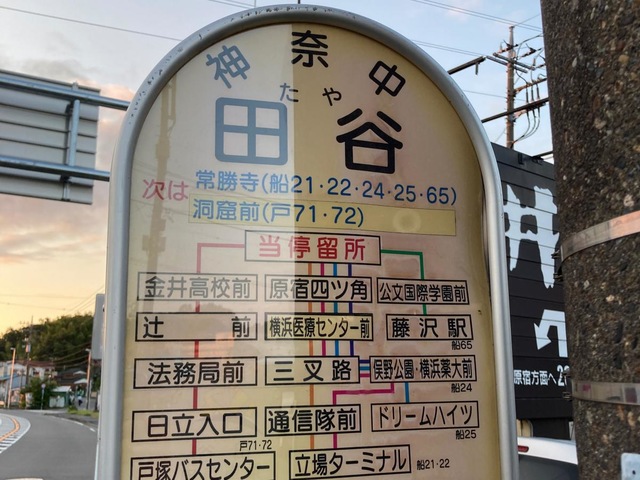 神奈中
たや
田谷
次は
常勝寺(船21・22・24・25・65)
洞窟前(戸71・72)
当停留所
金井高校前 原宿四ツ角 公文国際学園前
辻前 横浜医療センター前 藤沢駅
船65
法務局前 三叉路 俣野公園・横浜薬大前
船24
日立入口 通信隊前 ドリームハイツ
戸71・72 船25
戸塚バスセンター 立場ターミナル 船21・22
原宿方面へ